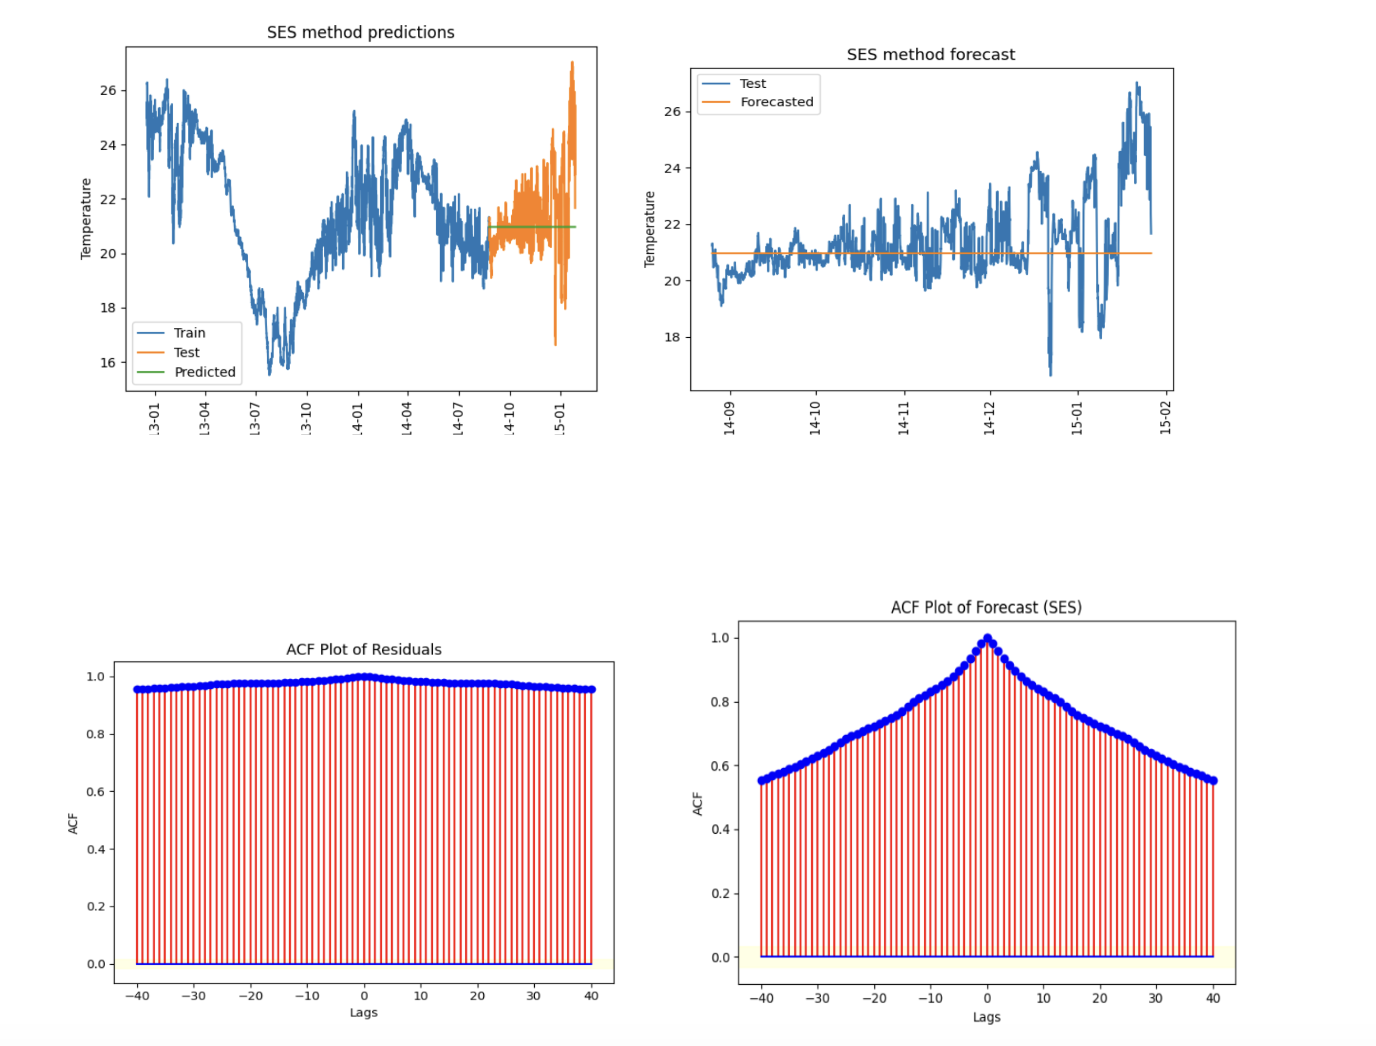 SES method predictions
Temperature
26
24
22
20
18
16
Train
Test
Predicted
13-01
13-04
13-07
13-10
14-01
14-04
14-07
14-10
15-01
SES method forecast
Temperature
26
24
22
20
18
Test
Forecasted
14-09
14-10
14-11
14-12
15-01
15-02
ACF Plot of Residuals
ACF
1.0
0.8
0.6
0.4
0.2
0.0
−40 −30 −20 −10 0 10 20 30 40
Lags
ACF Plot of Forecast (SES)
ACF
1.0
0.8
0.6
0.4
0.2
0.0
−40 −30 −20 −10 0 10 20 30 40
Lags